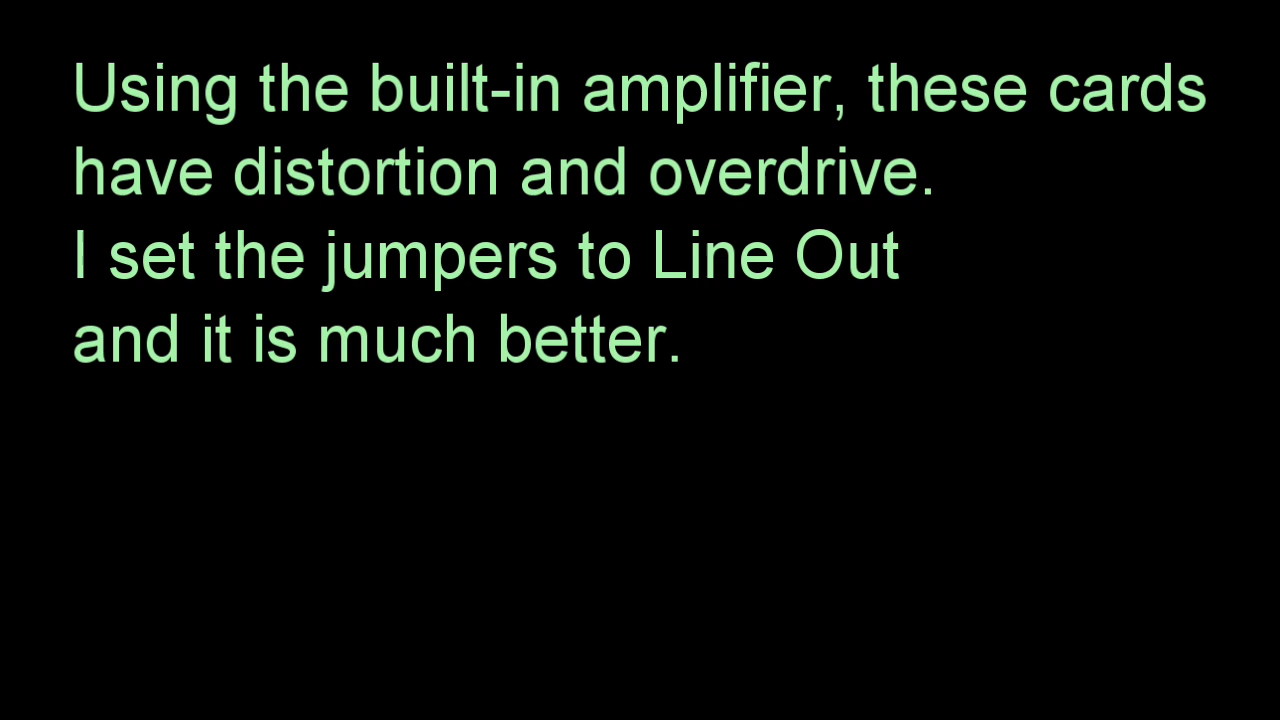 Using the built-in amplifier, these cards
have distortion and overdrive.
I set the jumpers to Line Out
and it is much better.